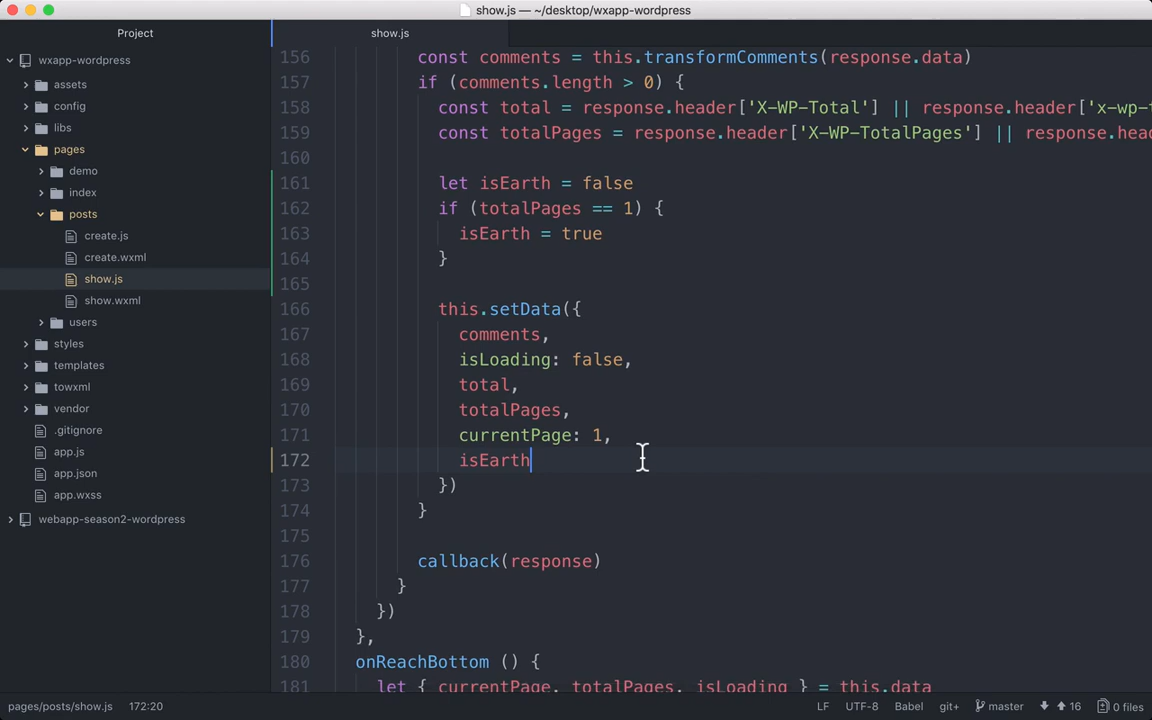 show.js — ~/desktop/wxapp-wordpress
Project
show.js
wxapp-wordpress
assets
config
libs
pages
demo
index
posts
create.js
create.wxml
show.js
show.wxml
users
styles
templates
towxml
vendor
.gitignore
app.js
app.json
app.wxss
webapp-season2-wordpress
156 const comments = this.transformComments(response.data)
157 if (comments.length > 0) {
158 const total = response.header['X-WP-Total'] || response.header['x-wp-t
159 const totalPages = response.header['X-WP-TotalPages'] || response.head
160
161 let isEarth = false
162 if (totalPages == 1) {
163 isEarth = true
164 }
165
166 this.setData({
167 comments,
168 isLoading: false,
169 total,
170 totalPages,
171 currentPage: 1,
172 isEarth
173 })
174 }
175
176 callback(response)
177 }
178 })
179 },
180 onReachBottom () {
181 let { currentPage, totalPages, isLoading } = this.data
pages/posts/show.js 172:20 LF UTF-8 Babel git+ master 16 0 files